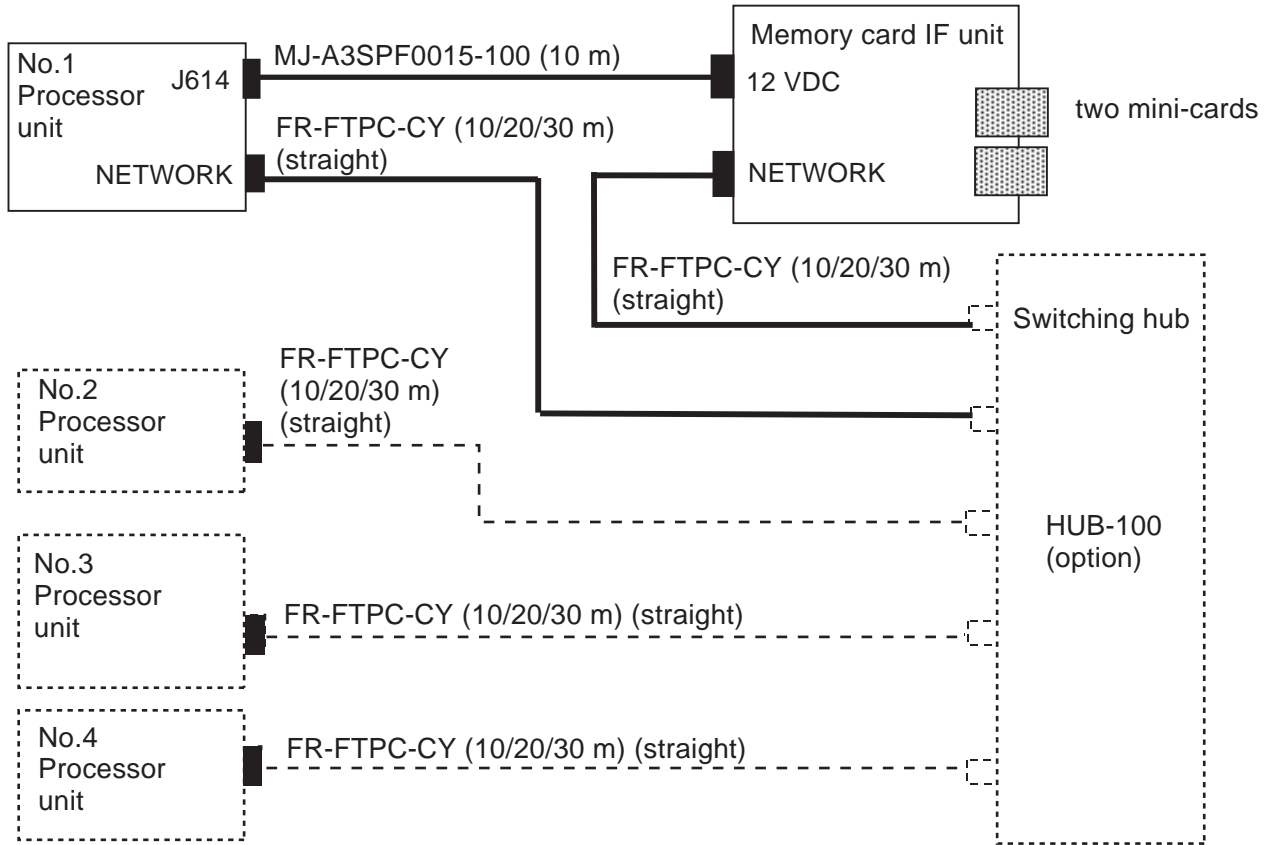 No.1
Processor
unit
J614
NETWORK
MJ-A3SPF0015-100 (10 m)
FR-FTPC-CY (10/20/30 m)
(straight)
Memory card IF unit
12 VDC
NETWORK
two mini-cards
FR-FTPC-CY (10/20/30 m)
(straight)
Switching hub
HUB-100
(option)
No.2
Processor
unit
FR-FTPC-CY
(10/20/30 m)
(straight)
No.3
Processor
unit
FR-FTPC-CY (10/20/30 m) (straight)
No.4
Processor
unit
FR-FTPC-CY (10/20/30 m) (straight)